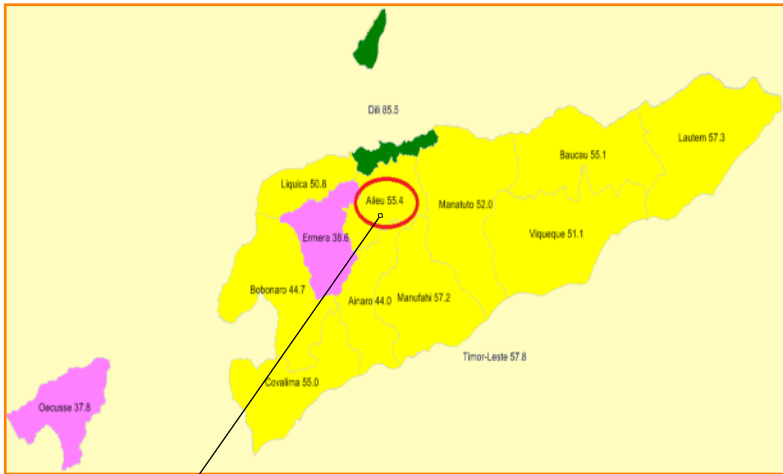 Dili 85.5
Lautem 57.3
Baucau 55.1
Liquica 50.8
Aileu 55.4
Manatuto 52.0
Ermera 38.6
Viqueque 51.1
Bobonaro 44.7
Ainaro 44.0
Manufahi 57.2
Timor-Leste 57.8
Covalima 55.0
Oecusse 37.8